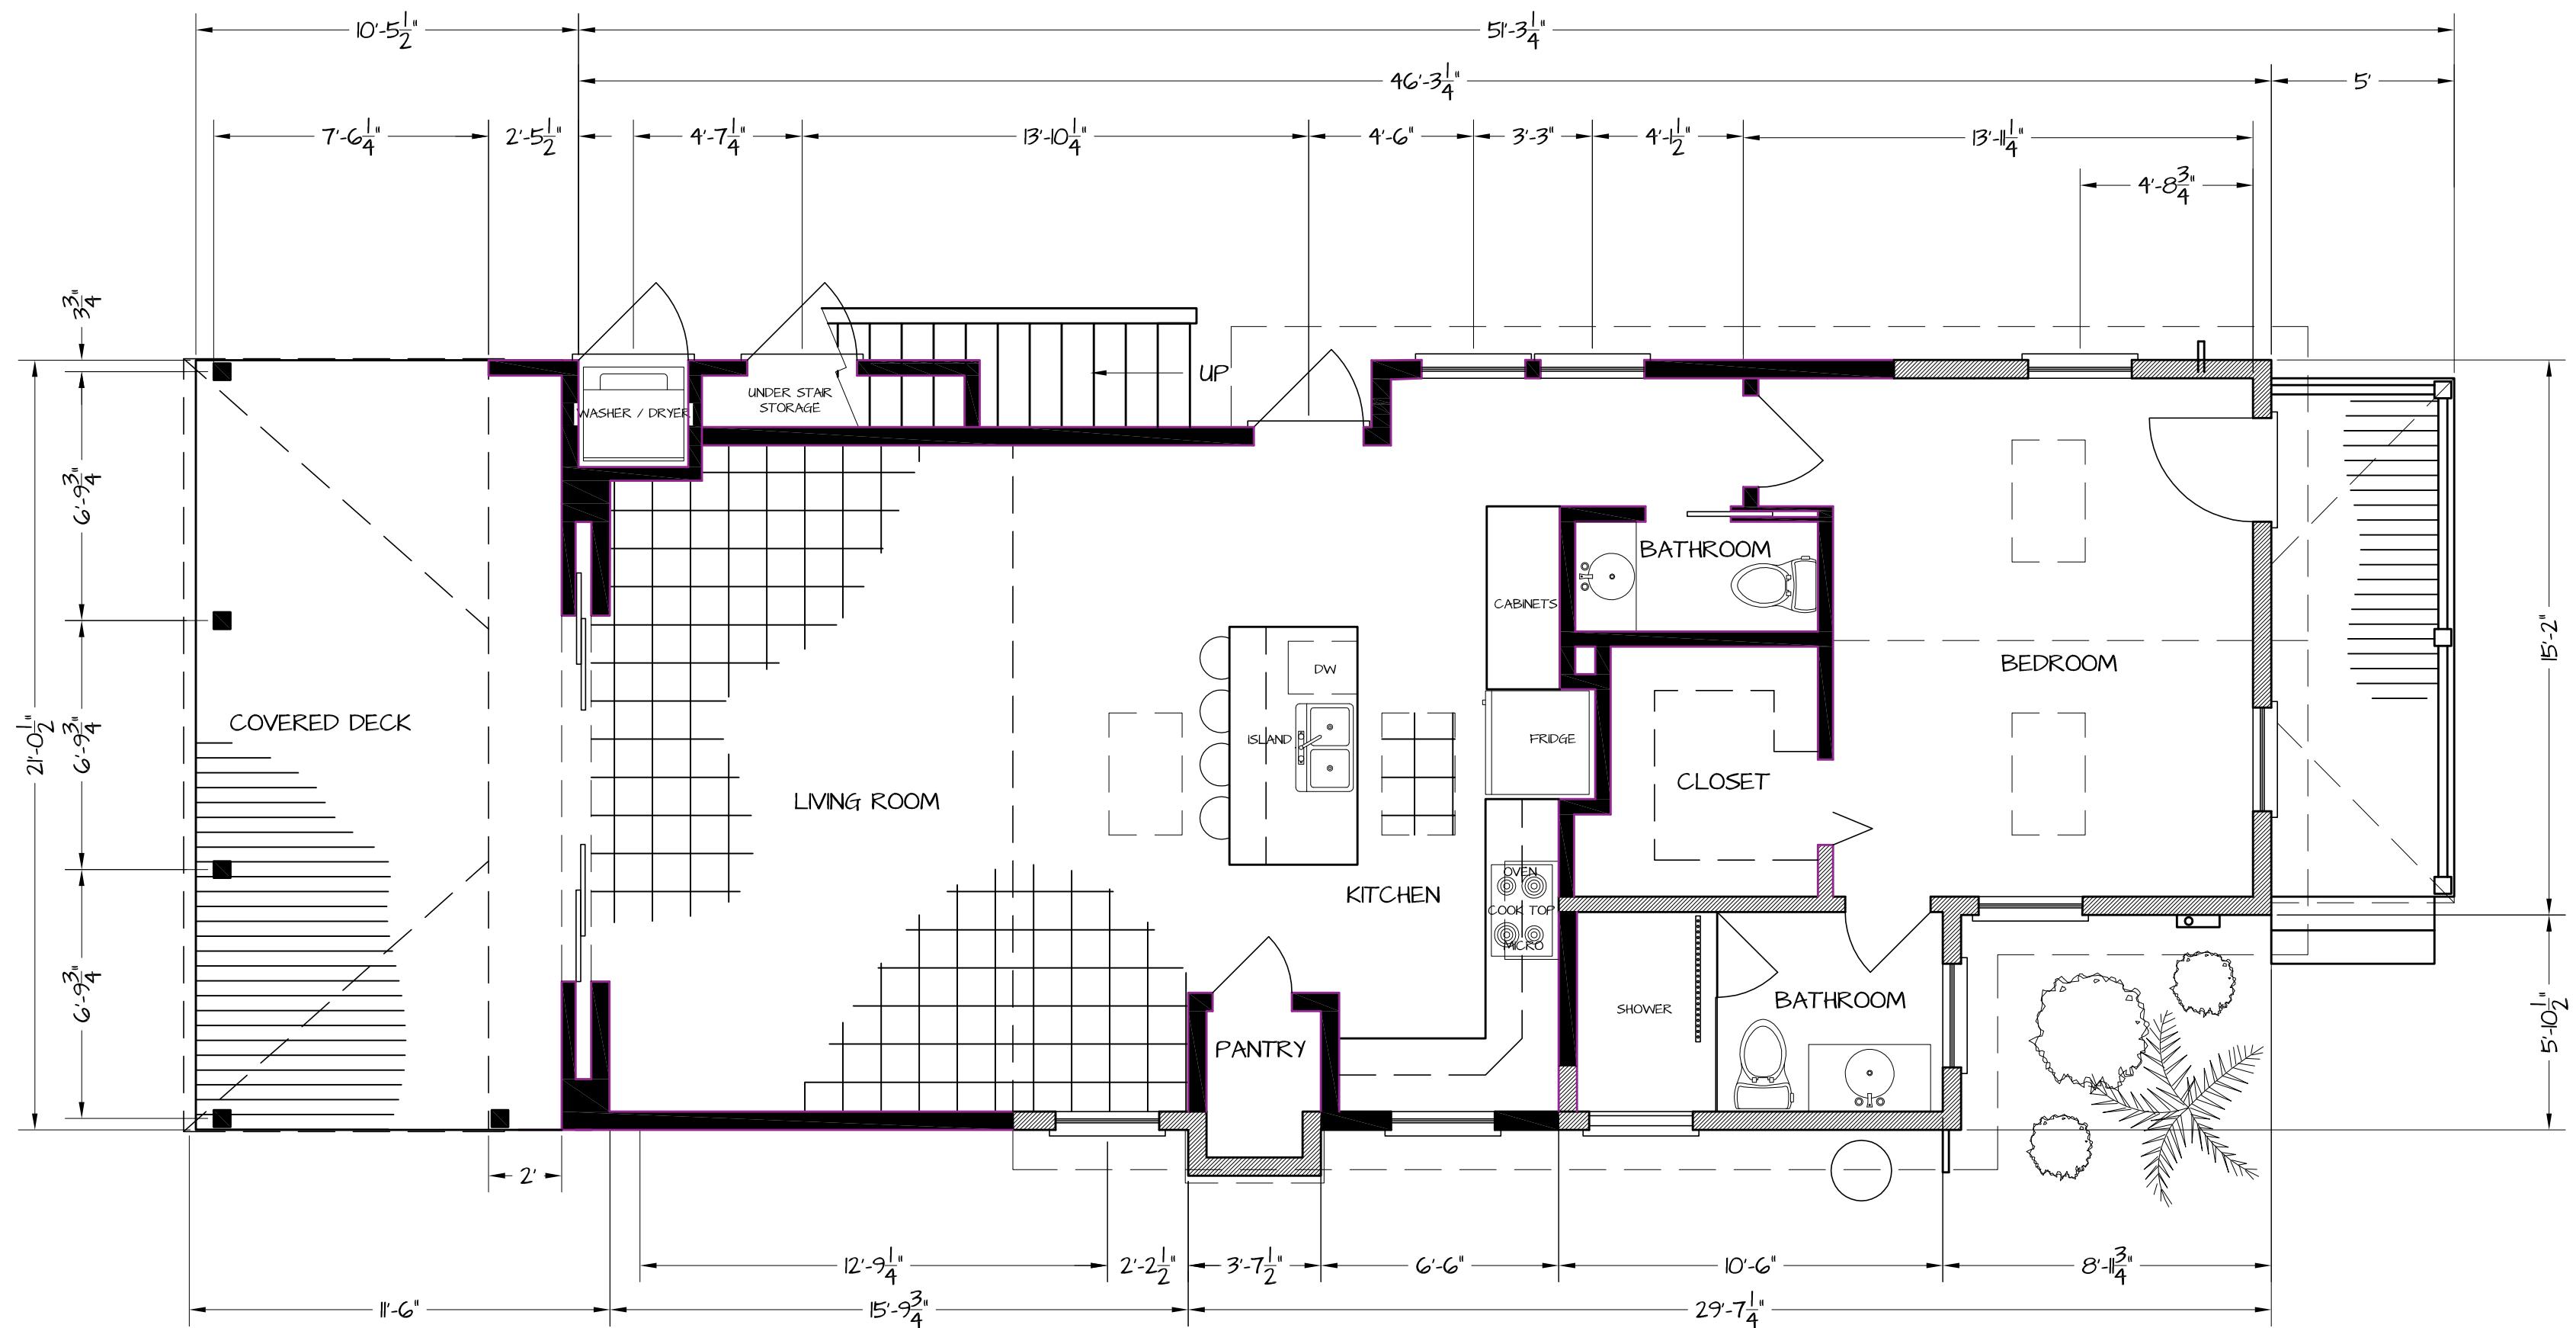 10'-5 1/2"
51'-3 1/4"
46'-3 1/4"
5'
7'-6 1/4"
2'-5 1/2"
4'-7 1/4"
13'-10 1/4"
4'-6"
3'-3"
4'-1 1/2"
13'-11 1/4"
4'-8 3/4"
3 3/4"
6'-9 3/4"
6'-9 3/4"
6'-9 3/4"
21'-0 1/2"
15'-2"
5'-10 1/2"
UP
WASHER / DRYER
UNDER STAIR
STORAGE
BATHROOM
CABINETS
BEDROOM
DW
COVERED DECK
ISLAND
FRIDGE
CLOSET
LIVING ROOM
OVEN
KITCHEN
COOK TOP
MICRO
SHOWER
BATHROOM
PANTRY
2'
12'-9 1/4"
2'-2 1/2"
3'-7 1/2"
6'-6"
10'-6"
8'-11 3/4"
11'-6"
15'-9 3/4"
29'-7 1/4"